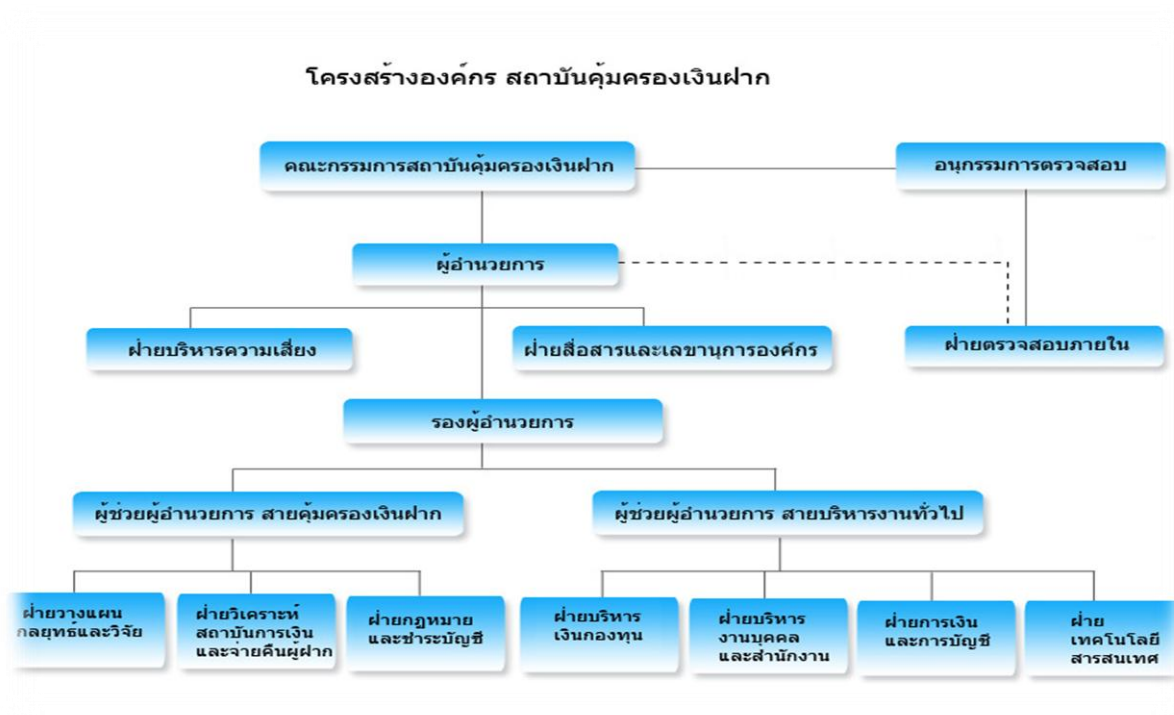 โครงสร้างองค์กร สถาบันคุ้มครองเงินฝาก
คณะกรรมการสถาบันคุ้มครองเงินฝาก
อนุกรรมการตรวจสอบ
ผู้อำนวยการ
ฝ่ายบริหารความเสี่ยง
ฝ่ายสื่อสารและเลขานุการองค์กร
ฝ่ายตรวจสอบภายใน
รองผู้อำนวยการ
ผู้ช่วยผู้อำนวยการ สายคุ้มครองเงินฝาก
ผู้ช่วยผู้อำนวยการ สายบริหารงานทั่วไป
ฝ่ายวางแผน
กลยุทธ์และวิจัย
ฝ่ายวิเคราะห์
สถาบันการเงิน
และจ่ายคืนผู้ฝาก
ฝ่ายกฎหมาย
และชำระบัญชี
ฝ่ายบริหาร
เงินกองทุน
ฝ่ายบริหาร
งานบุคคล
และสำนักงาน
ฝ่ายการเงิน
และการบัญชี
ฝ่าย
เทคโนโลยี
สารสนเทศ